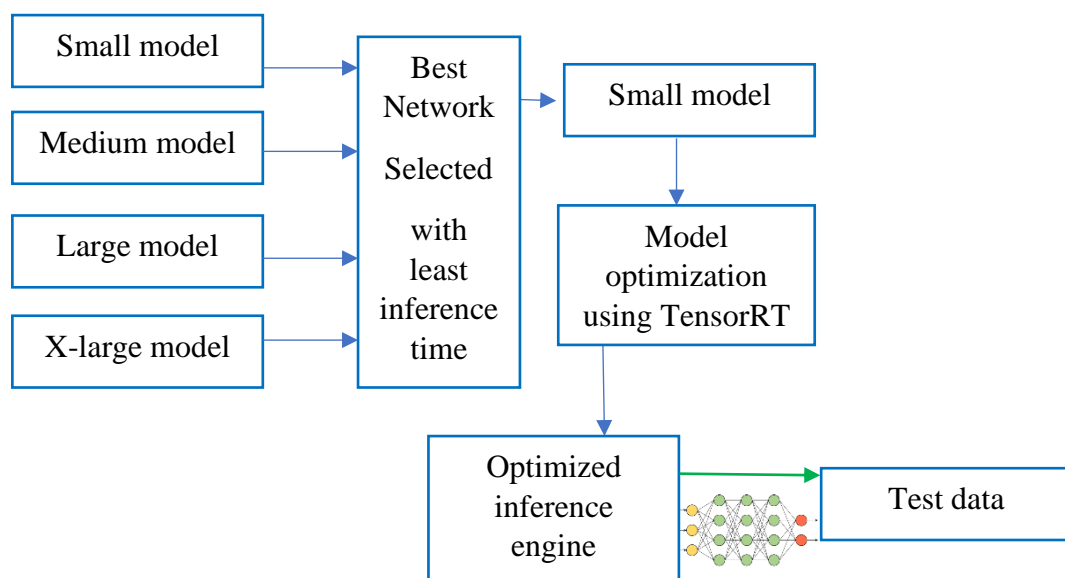 Small model
Medium model
Large model
X-large model
Best
Network
Selected
with
least
inference
time
Small model
Model
optimization
using TensorRT
Optimized
inference
engine
Test data